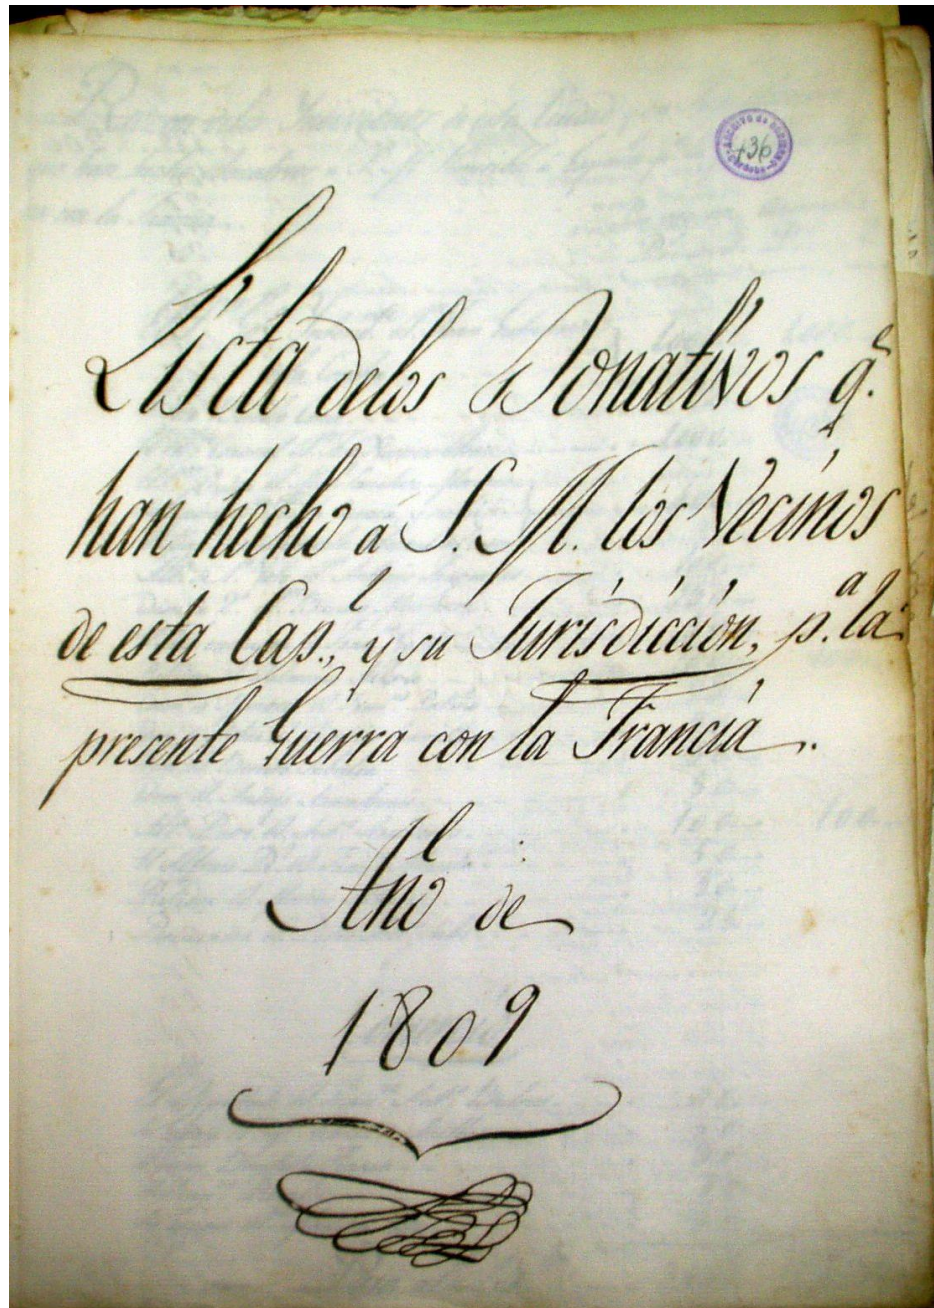 436
Lista delos Donativos q.e
han hecho á S. M. los Vecinos
de esta Cap.l, y su Jurisdiccion, p.a la
presente Guerra con la Francia..
Año de
1809